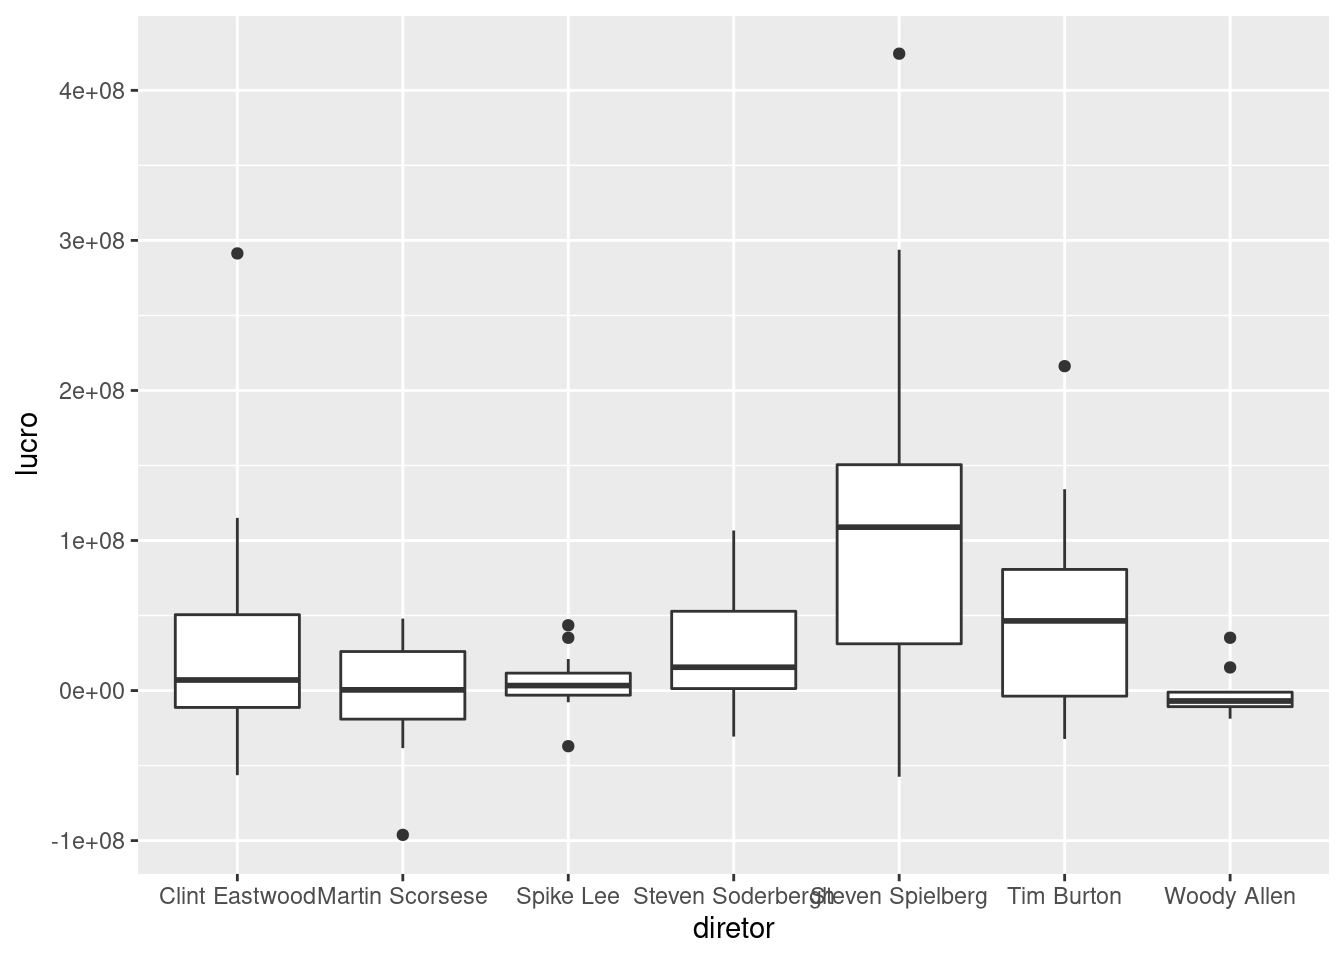 lucro
4e+08
3e+08
2e+08
1e+08
0e+00
-1e+08
Clint Eastwood Martin Scorsese Spike Lee Steven Soderbergh Steven Spielberg Tim Burton Woody Allen
diretor